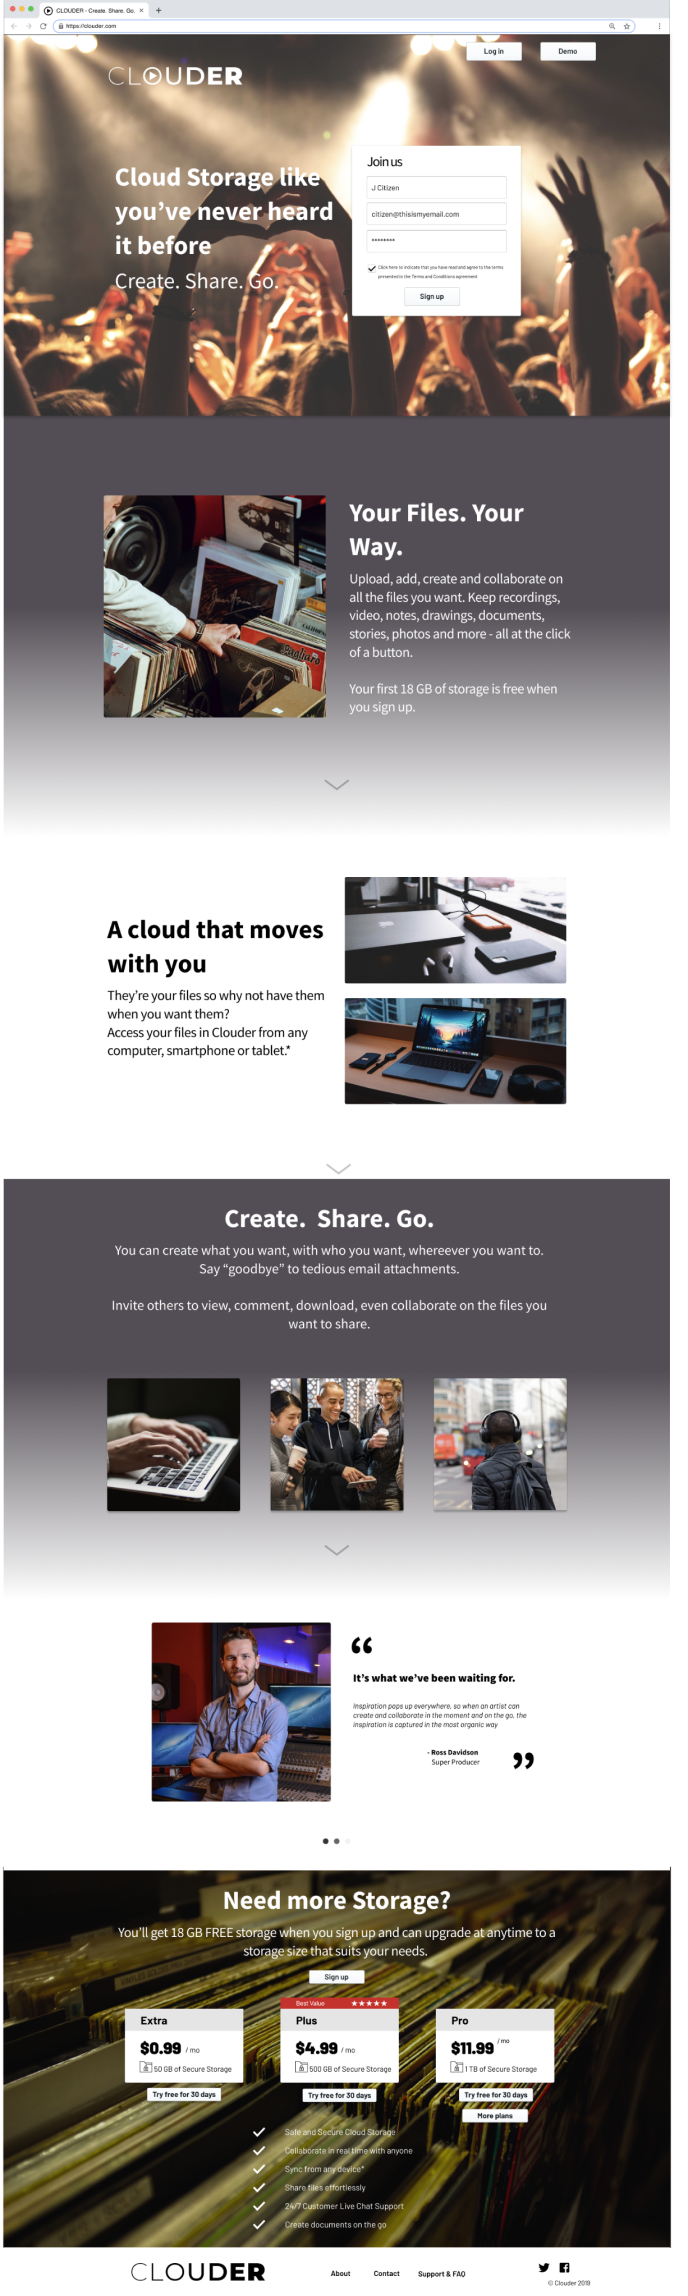 CLOUDER - Create. Share. Go.
https://clouder.com
Log in
Demo
CLOUDER
Cloud Storage like
you've never heard
it before
Create. Share. Go.
Join us
J Citizen
citizen@thisismyemail.com
********
Click here to indicate that you have read and agree to the terms
presented in the Terms and Conditions agreement
Sign up
Your Files. Your
Way.
Upload, add, create and collaborate on
all the files you want. Keep recordings,
video, notes, drawings, documents,
stories, photos and more - all at the click
of a button.
Your first 18 GB of storage is free when
you sign up.
A cloud that moves
with you
They're your files so why not have them
when you want them?
Access your files in Clouder from any
computer, smartphone or tablet.*
Create. Share. Go.
You can create what you want, with who you want, whereever you want to.
Say "goodbye" to tedious email attachments.
Invite others to view, comment, download, even collaborate on the files you
want to share.
“
It's what we've been waiting for.
Inspiration pops up everywhere, so when an artist can
create and collaborate in the moment and on the go, the
inspiration is captured in the most organic way
- Ross Davidson
Super Producer
”
Need more Storage?
You'll get 18 GB FREE storage when you sign up and can upgrade at anytime to a
storage size that suits your needs.
Sign up
Extra
$0.99 / mo
50 GB of Secure Storage
Try free for 30 days
Best Value ★★★★★
Plus
$4.99 / mo
500 GB of Secure Storage
Try free for 30 days
Pro
$11.99 / mo
1 TB of Secure Storage
Try free for 30 days
More plans
Safe and Secure Cloud Storage
Collaborate in real time with anyone
Sync from any device*
Share files effortlessly
24/7 Customer Live Chat Support
Create documents on the go
CLOUDER
About
Contact
Support & FAQ
© Clouder 2019